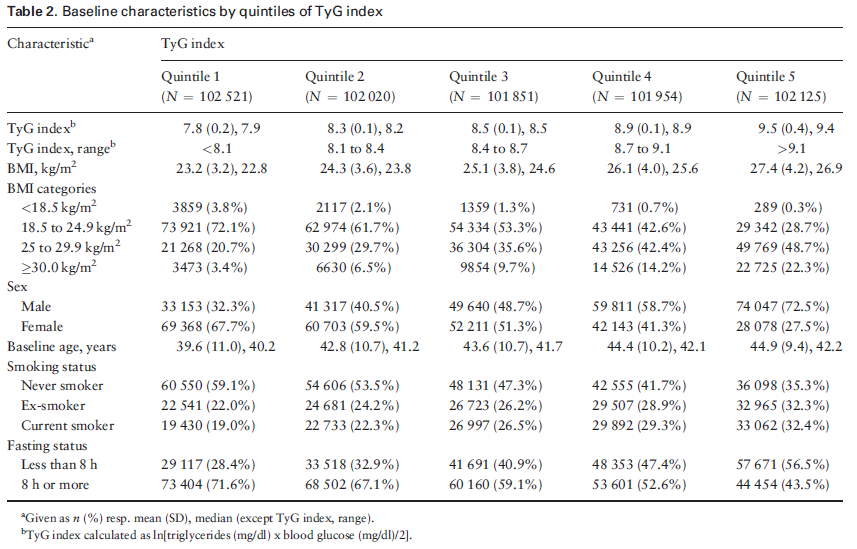 Table 2. Baseline characteristics by quintiles of TyG index
Characteristicᵃ TyG index
Quintile 1 Quintile 2 Quintile 3 Quintile 4 Quintile 5
(N = 102 521) (N = 102 020) (N = 101 851) (N = 101 954) (N = 102 125)
TyG indexᵇ 7.8 (0.2), 7.9 8.3 (0.1), 8.2 8.5 (0.1), 8.5 8.9 (0.1), 8.9 9.5 (0.4), 9.4
TyG index, rangeᵇ <8.1 8.1 to 8.4 8.4 to 8.7 8.7 to 9.1 >9.1
BMI, kg/m² 23.2 (3.2), 22.8 24.3 (3.6), 23.8 25.1 (3.8), 24.6 26.1 (4.0), 25.6 27.4 (4.2), 26.9
BMI categories
<18.5 kg/m² 3859 (3.8%) 2117 (2.1%) 1359 (1.3%) 731 (0.7%) 289 (0.3%)
18.5 to 24.9 kg/m² 73 921 (72.1%) 62 974 (61.7%) 54 334 (53.3%) 43 441 (42.6%) 29 342 (28.7%)
25 to 29.9 kg/m² 21 268 (20.7%) 30 299 (29.7%) 36 304 (35.6%) 43 256 (42.4%) 49 769 (48.7%)
≥30.0 kg/m² 3473 (3.4%) 6630 (6.5%) 9854 (9.7%) 14 526 (14.2%) 22 725 (22.3%)
Sex
Male 33 153 (32.3%) 41 317 (40.5%) 49 640 (48.7%) 59 811 (58.7%) 74 047 (72.5%)
Female 69 368 (67.7%) 60 703 (59.5%) 52 211 (51.3%) 42 143 (41.3%) 28 078 (27.5%)
Baseline age, years 39.6 (11.0), 40.2 42.8 (10.7), 41.2 43.6 (10.7), 41.7 44.4 (10.2), 42.1 44.9 (9.4), 42.2
Smoking status
Never smoker 60 550 (59.1%) 54 606 (53.5%) 48 131 (47.3%) 42 555 (41.7%) 36 098 (35.3%)
Ex-smoker 22 541 (22.0%) 24 681 (24.2%) 26 723 (26.2%) 29 507 (28.9%) 32 965 (32.3%)
Current smoker 19 430 (19.0%) 22 733 (22.3%) 26 997 (26.5%) 29 892 (29.3%) 33 062 (32.4%)
Fasting status
Less than 8 h 29 117 (28.4%) 33 518 (32.9%) 41 691 (40.9%) 48 353 (47.4%) 57 671 (56.5%)
8 h or more 73 404 (71.6%) 68 502 (67.1%) 60 160 (59.1%) 53 601 (52.6%) 44 454 (43.5%)
ᵃGiven as n (%) resp. mean (SD), median (except TyG index, range).
ᵇTyG index calculated as ln[triglycerides (mg/dl) x blood glucose (mg/dl)/2].